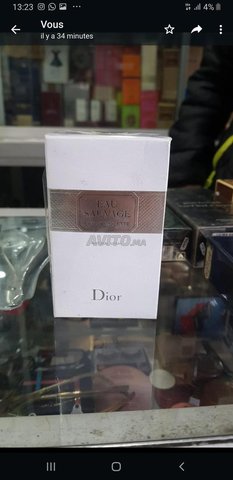 13:23
4%
Vous
il y a 34 minutes
EAU
SAUVAGE
AVITO.MA
Dior